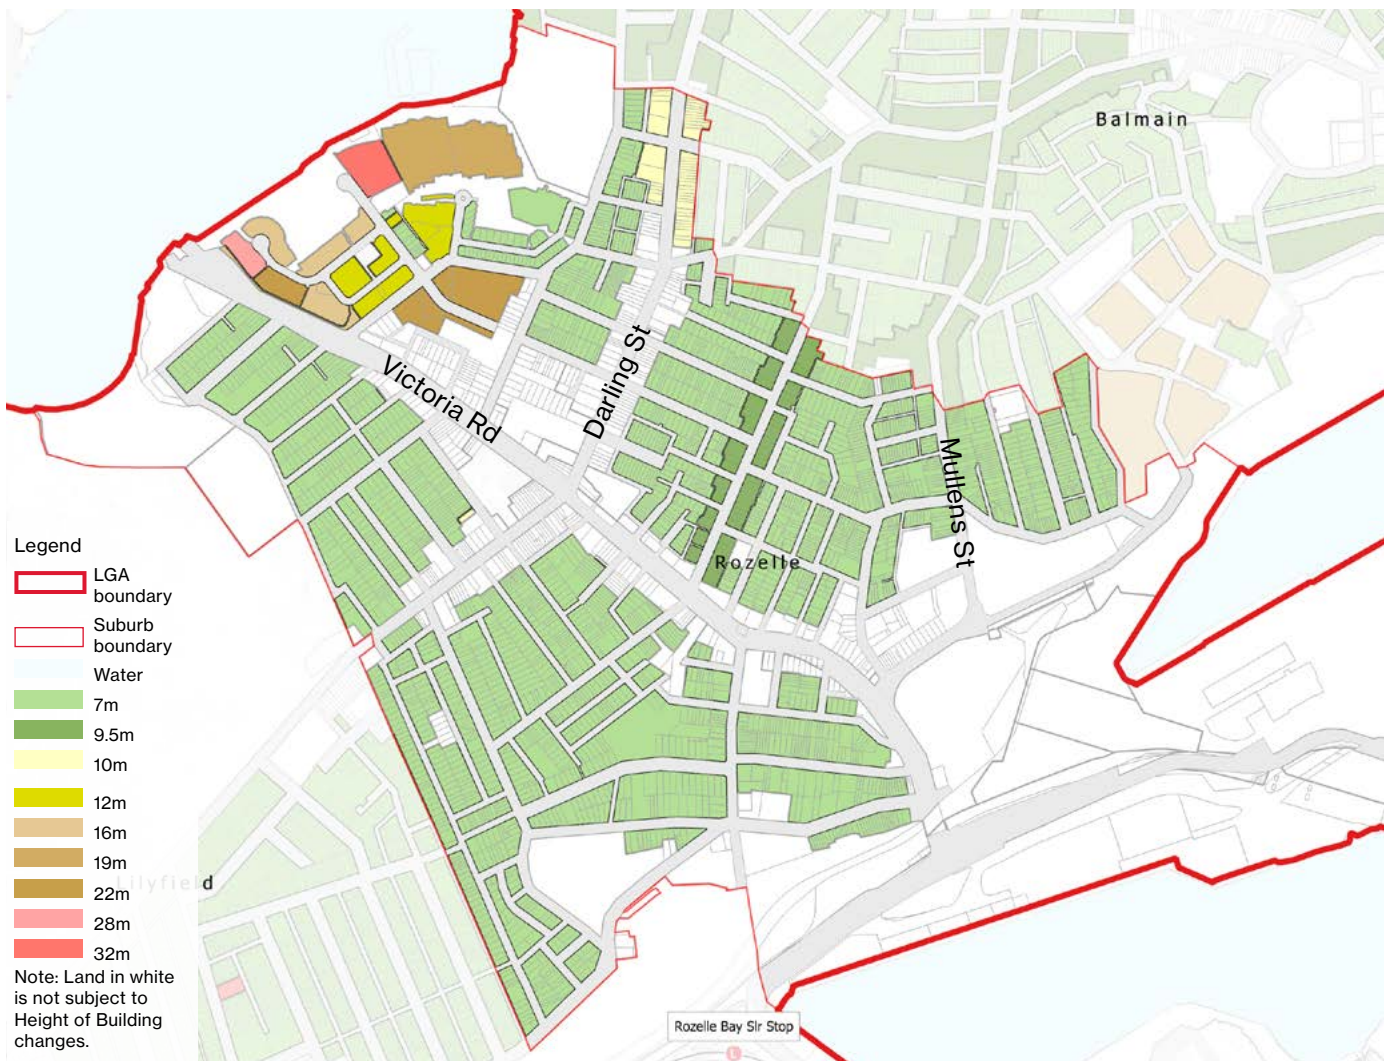 Balmain
Darling St
Victoria Rd
Mullens St
Rozelle
Legend
LGA
boundary
Suburb
boundary
Water
7m
9.5m
10m
12m
16m
19m
22m
28m
32m
Lilyfield
Note: Land in white
is not subject to
Height of Building
changes.
Rozelle Bay Slr Stop
L